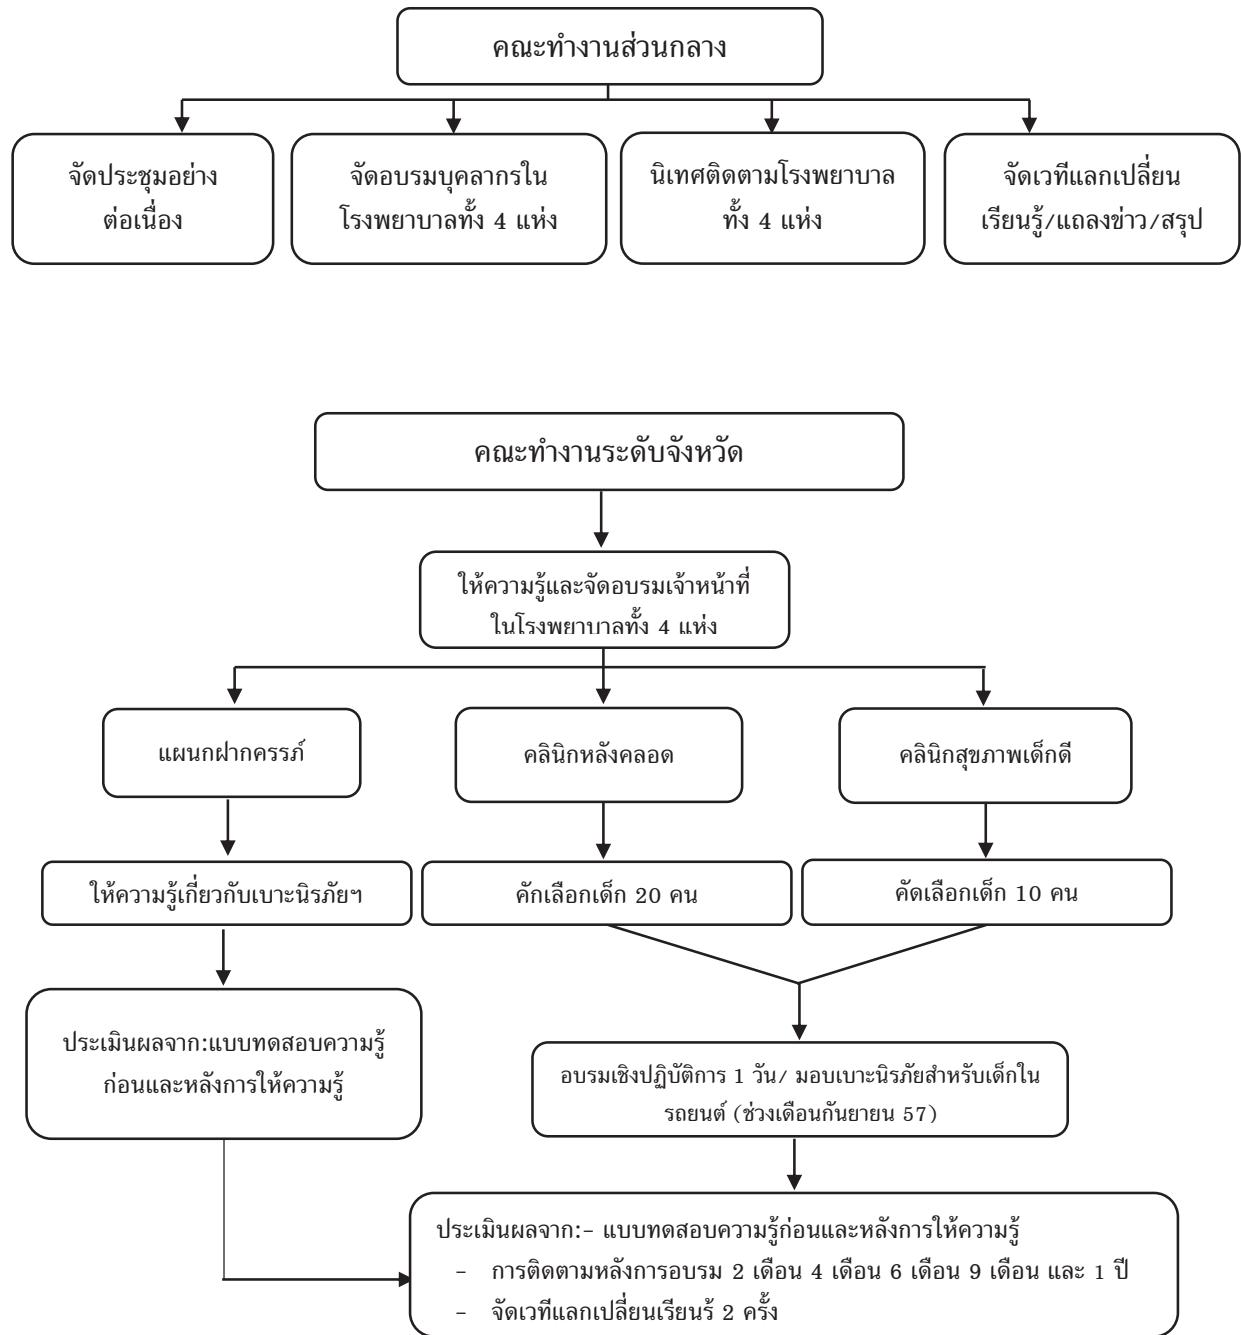 คณะทำงานส่วนกลาง
จัดประชุมอย่าง
ต่อเนื่อง
จัดอบรมบุคลากรใน
โรงพยาบาลทั้ง 4 แห่ง
นิเทศติดตามโรงพยาบาล
ทั้ง 4 แห่ง
จัดเวทีแลกเปลี่ยน
เรียนรู้/แถลงข่าว/สรุป
คณะทำงานระดับจังหวัด
ให้ความรู้และจัดอบรมเจ้าหน้าที่
ในโรงพยาบาลทั้ง 4 แห่ง
แผนกฝากครรภ์
คลินิกหลังคลอด
คลินิกสุขภาพเด็กดี
ให้ความรู้เกี่ยวกับเบาะนิรภัยฯ
คักเลือกเด็ก 20 คน
คัดเลือกเด็ก 10 คน
ประเมินผลจาก:แบบทดสอบความรู้
ก่อนและหลังการให้ความรู้
อบรมเชิงปฏิบัติการ 1 วัน/ มอบเบาะนิรภัยสำหรับเด็กใน
รถยนต์ (ช่วงเดือนกันยายน 57)
ประเมินผลจาก:- แบบทดสอบความรู้ก่อนและหลังการให้ความรู้
- การติดตามหลังการอบรม 2 เดือน 4 เดือน 6 เดือน 9 เดือน และ 1 ปี
- จัดเวทีแลกเปลี่ยนเรียนร้ 2 ครั้ง